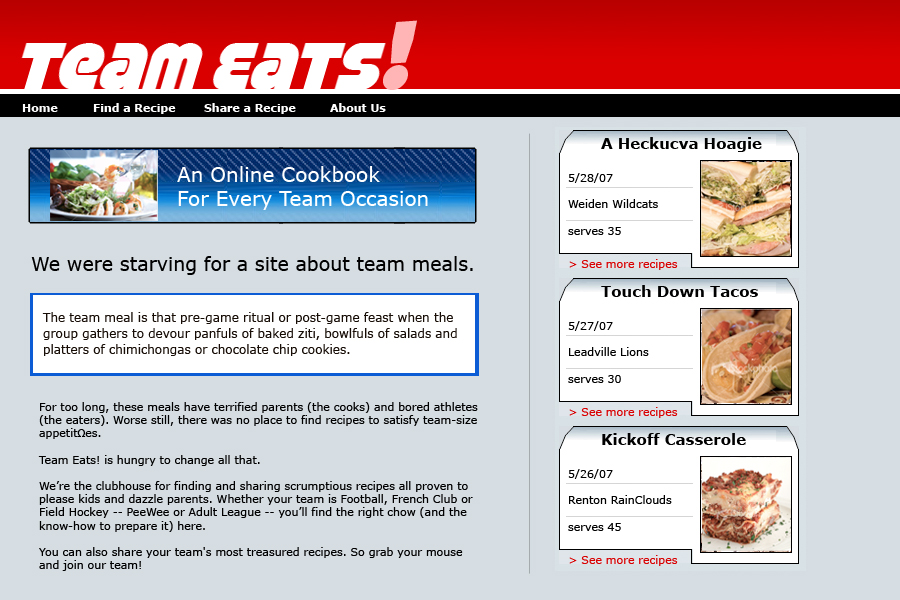 TEAM EATS!
Home Find a Recipe Share a Recipe About Us
An Online Cookbook
For Every Team Occasion
We were starving for a site about team meals.
The team meal is that pre-game ritual or post-game feast when the
group gathers to devour panfuls of baked ziti, bowlfuls of salads and
platters of chimichongas or chocolate chip cookies.
For too long, these meals have terrified parents (the cooks) and bored athletes
(the eaters). Worse still, there was no place to find recipes to satisfy team-size
appetitΩes.
Team Eats! is hungry to change all that.
We’re the clubhouse for finding and sharing scrumptious recipes all proven to
please kids and dazzle parents. Whether your team is Football, French Club or
Field Hockey -- PeeWee or Adult League -- you’ll find the right chow (and the
know-how to prepare it) here.
You can also share your team's most treasured recipes. So grab your mouse
and join our team!
A Heckucva Hoagie
5/28/07
Weiden Wildcats
serves 35
> See more recipes
Touch Down Tacos
5/27/07
Leadville Lions
serves 30
> See more recipes
Kickoff Casserole
5/26/07
Renton RainClouds
serves 45
> See more recipes